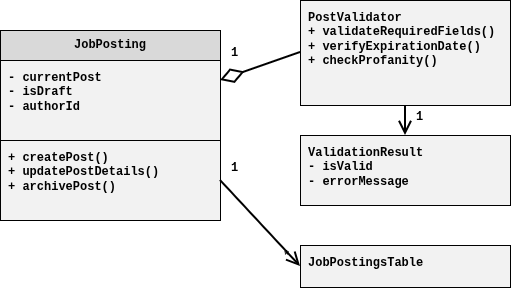 JobPosting
- currentPost
- isDraft
- authorId
+ createPost()
+ updatePostDetails()
+ archivePost()
1
1
PostValidator
+ validateRequiredFields()
+ verifyExpirationDate()
+ checkProfanity()
1
ValidationResult
- isValid
- errorMessage
JobPostingsTable